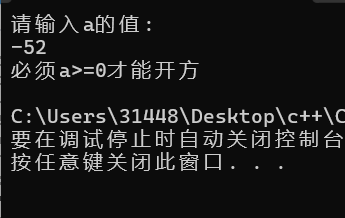 请输入a的值:
-52
必须a>=0才能开方
C:\Users\31448\Desktop\c++\C
要在调试停止时自动关闭控制台
按任意键关闭此窗口. . .